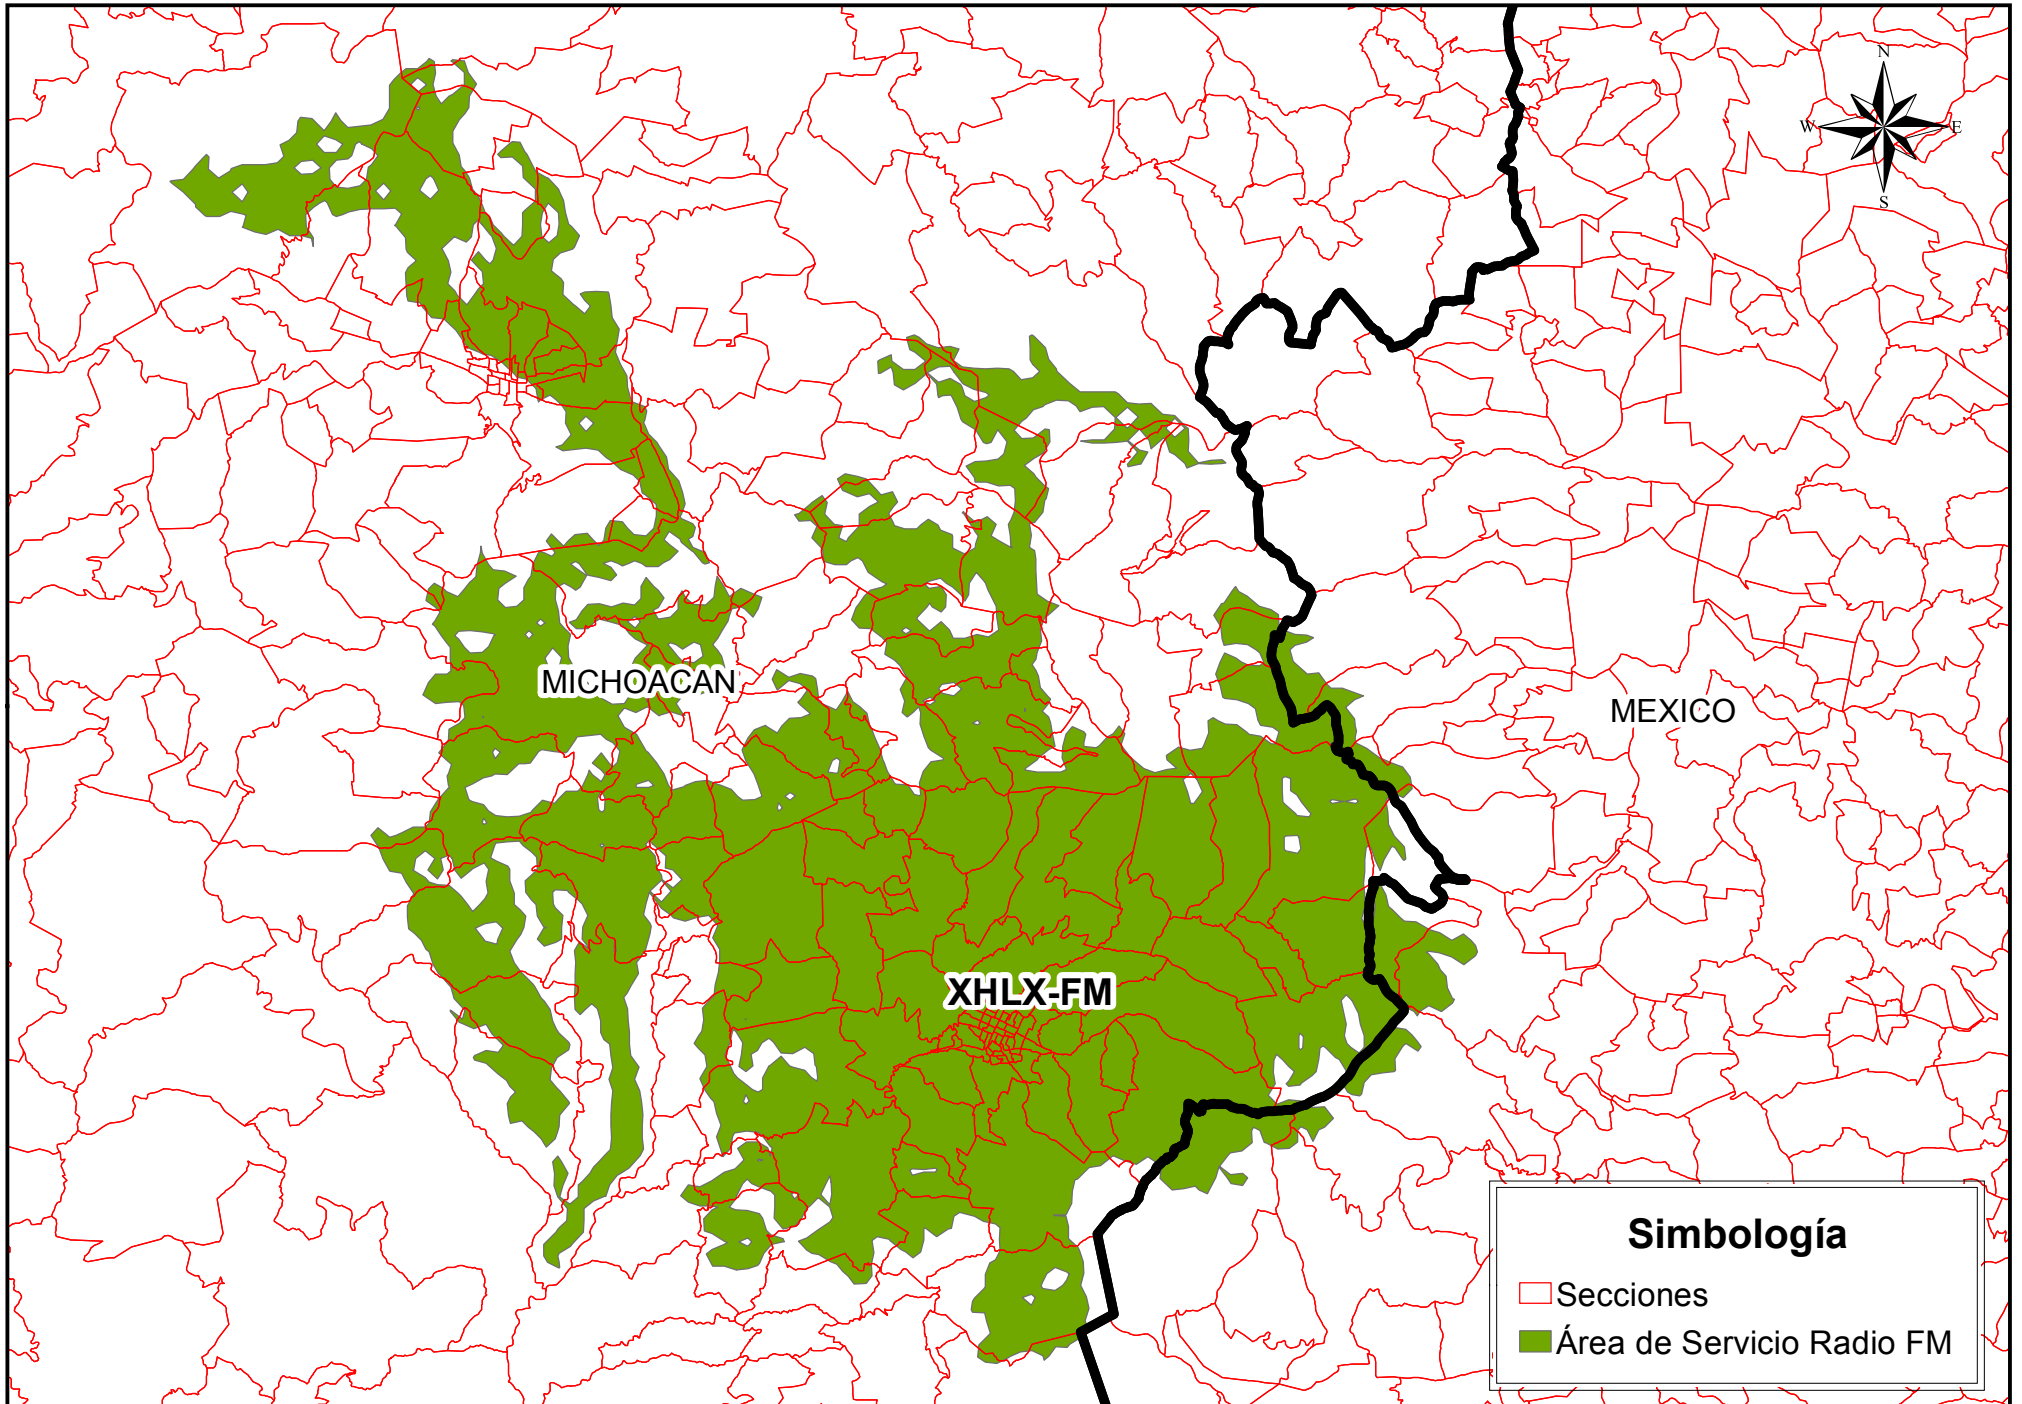 N
W E
S
MICHOACAN
MEXICO
XHLX-FM
Simbología
Secciones
Área de Servicio Radio FM